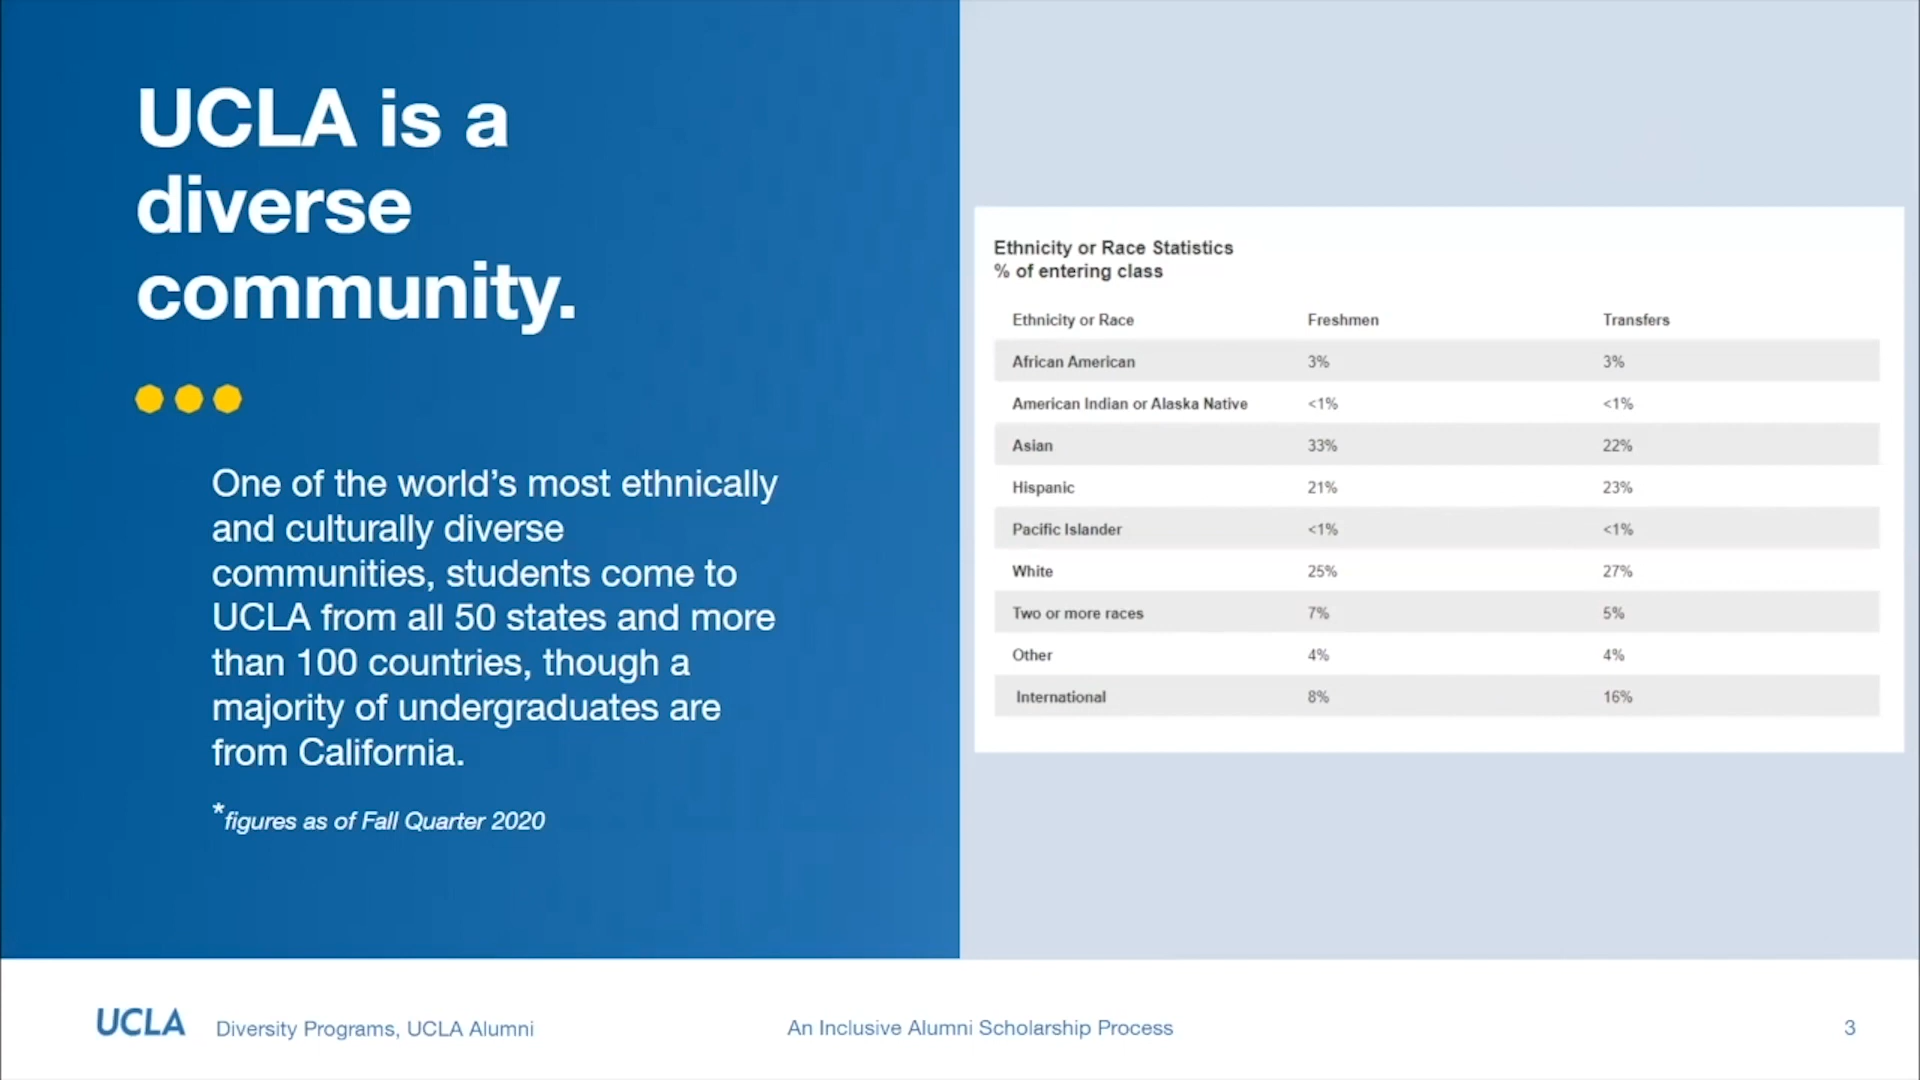 UCLA is a
diverse
community.
One of the world’s most ethnically
and culturally diverse
communities, students come to
UCLA from all 50 states and more
than 100 countries, though a
majority of undergraduates are
from California.
*figures as of Fall Quarter 2020
Ethnicity or Race Statistics
% of entering class
Ethnicity or Race Freshmen Transfers
African American 3% 3%
American Indian or Alaska Native <1% <1%
Asian 33% 22%
Hispanic 21% 23%
Pacific Islander <1% <1%
White 25% 27%
Two or more races 7% 5%
Other 4% 4%
International 8% 16%
UCLA Diversity Programs, UCLA Alumni An Inclusive Alumni Scholarship Process 3